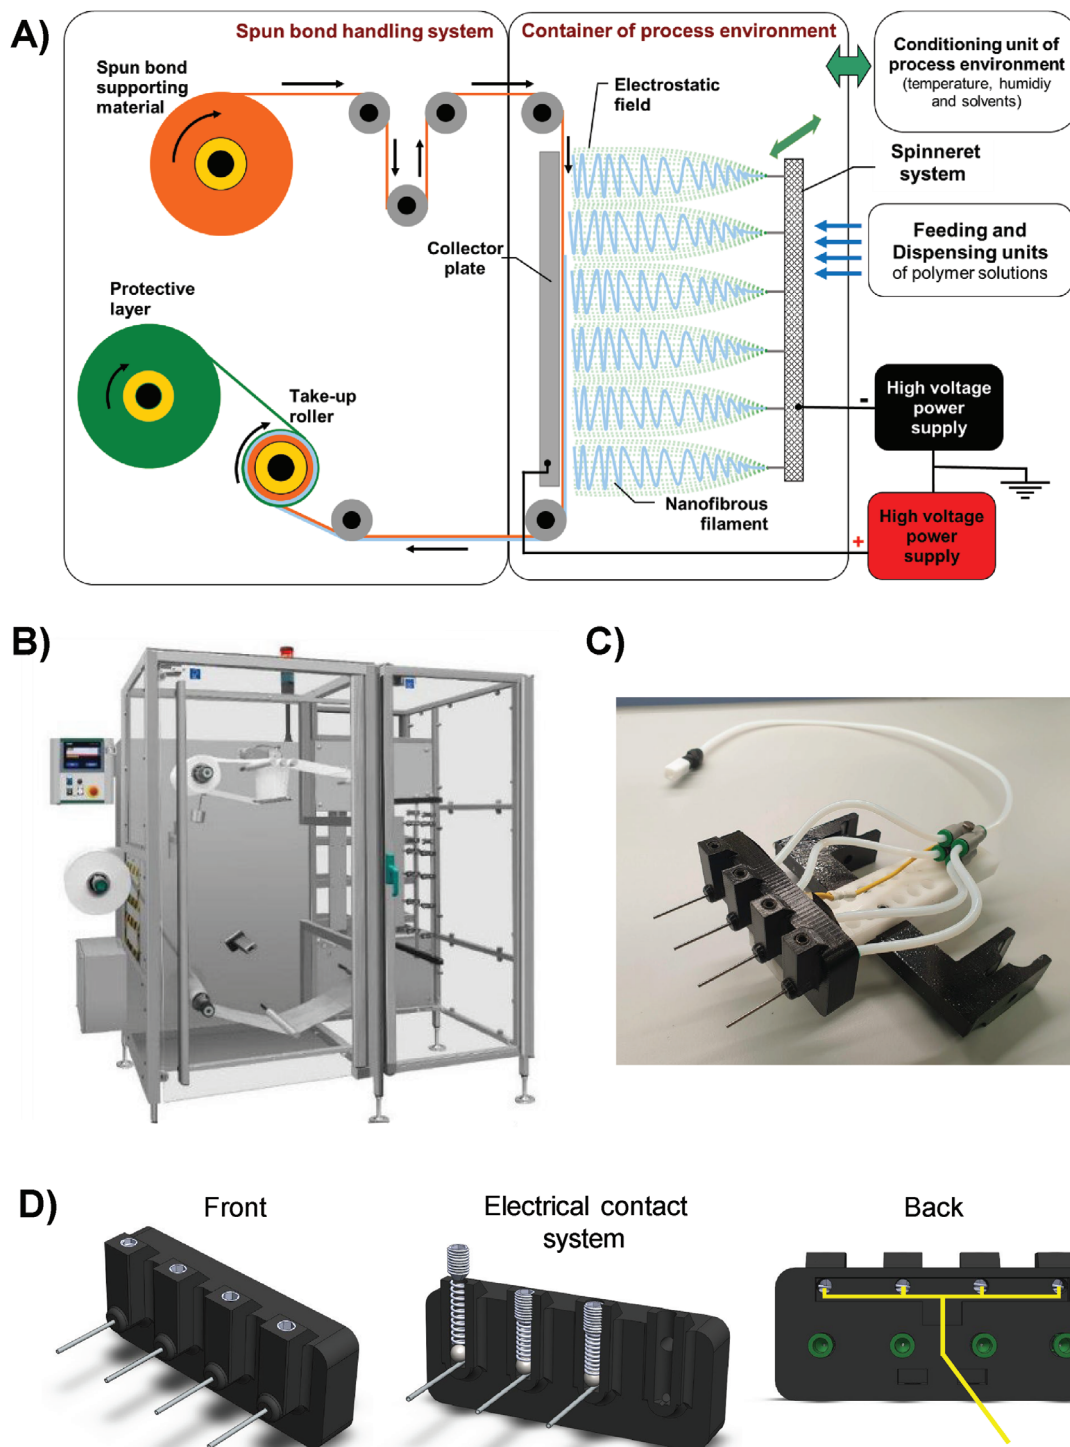 A)
Spun bond handling system
Container of process environment
Spun bond
supporting
material
Electrostatic
field
Conditioning unit of
process environment
(temperature, humidiy
and solvents)
Spinneret
system
Collector
plate
Feeding and
Dispensing units
of polymer solutions
Protective
layer
Take-up
roller
High voltage
power
supply
-
Nanofibrous
filament
High voltage
power
supply
+
B)
C)
D)
Front
Electrical contact
system
Back